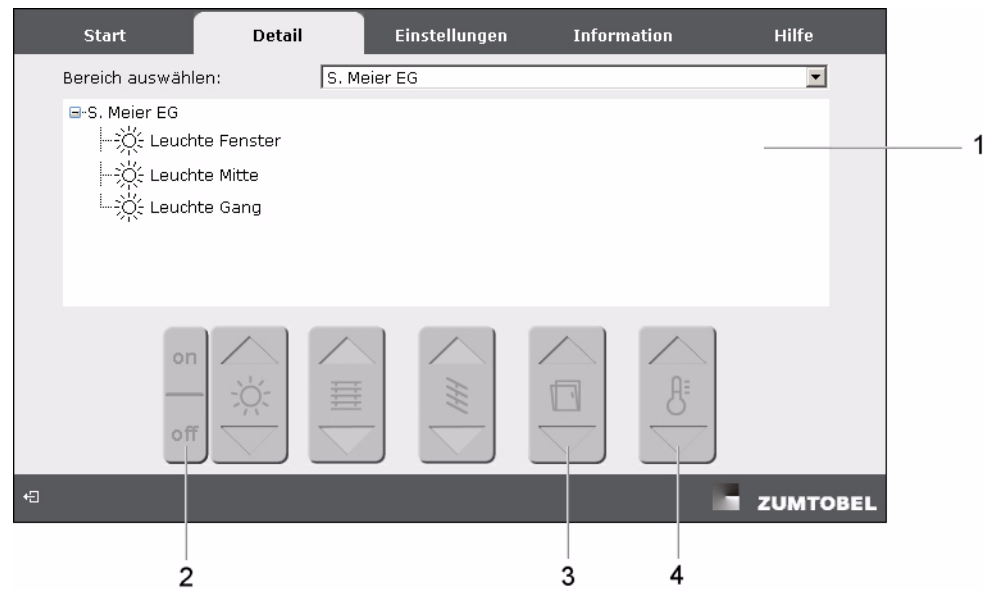 Start Detail Einstellungen Information Hilfe
Bereich auswählen: S. Meier EG
S. Meier EG
Leuchte Fenster
1
Leuchte Mitte
Leuchte Gang
on
off
ZUMTOBEL
2 3 4